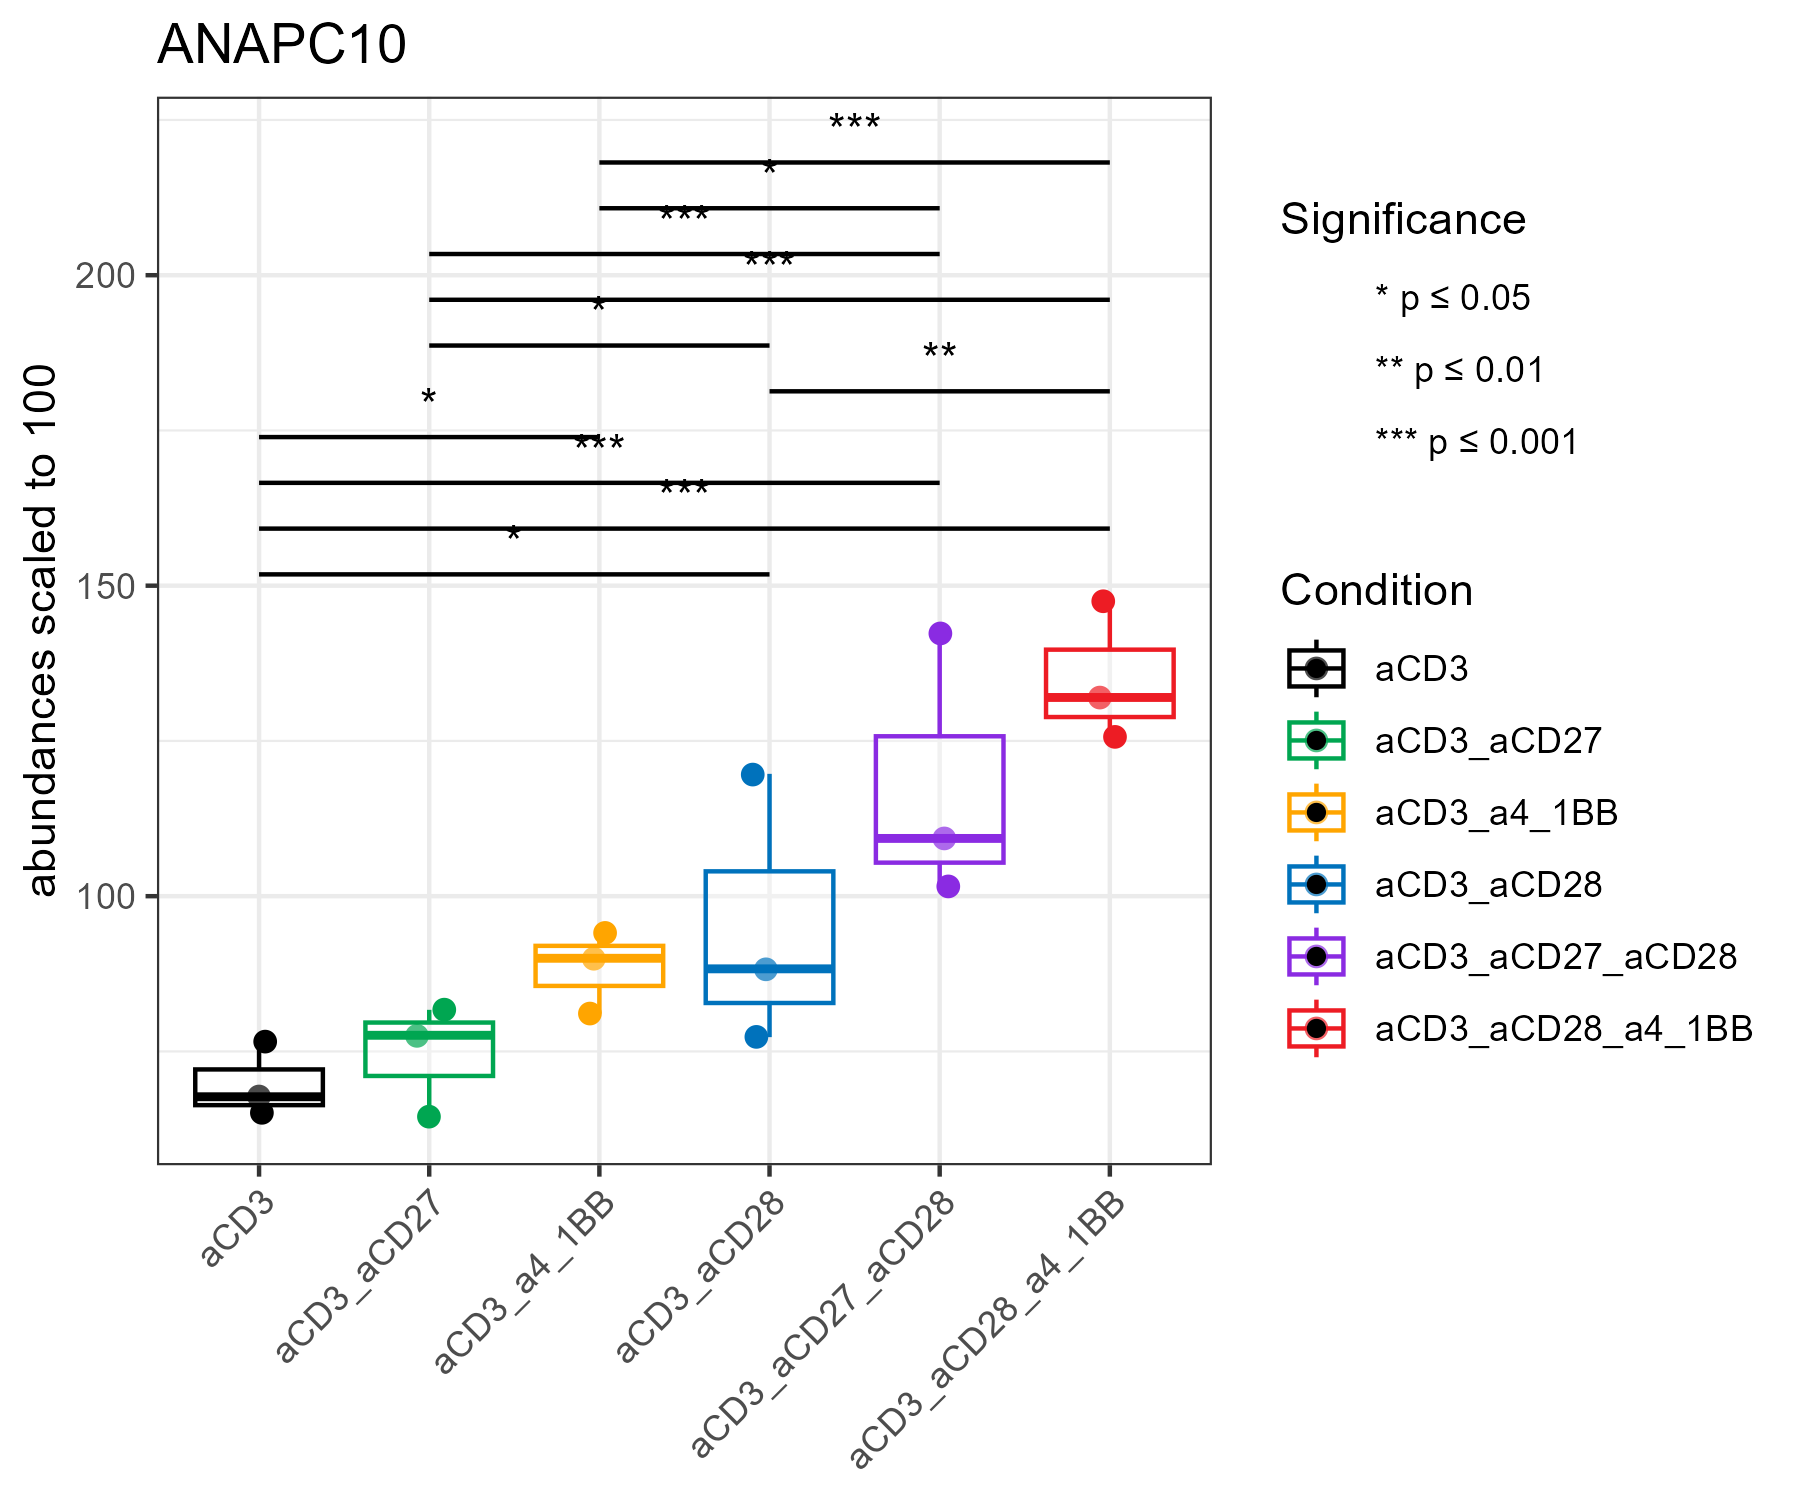 ANAPC10
abundances scaled to 100
200
150
100
***
*
***
***
*
**
*
***
***
*
aCD3
aCD3_aCD27
aCD3_a4_1BB
aCD3_aCD28
aCD3_aCD27_aCD28
aCD3_aCD28_a4_1BB
Significance
* p ≤ 0.05
** p ≤ 0.01
*** p ≤ 0.001
Condition
aCD3
aCD3_aCD27
aCD3_a4_1BB
aCD3_aCD28
aCD3_aCD27_aCD28
aCD3_aCD28_a4_1BB